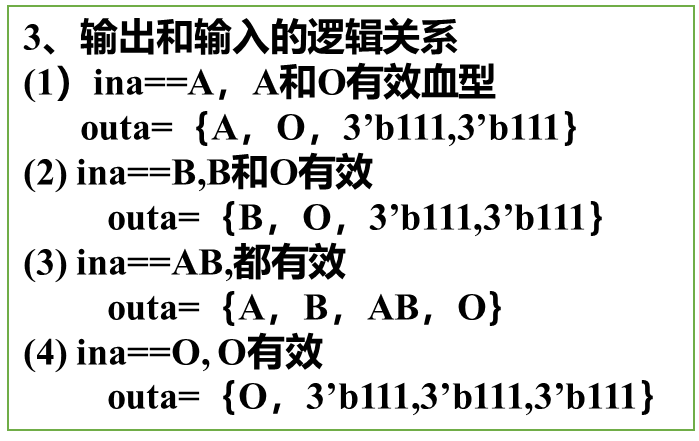 3、输出和输入的逻辑关系
(1）ina==A，A和O有效血型
outa=｛A，O，3’b111,3’b111｝
(2) ina==B,B和O有效
outa=｛B，O，3’b111,3’b111｝
(3) ina==AB,都有效
outa=｛A，B，AB，O｝
(4) ina==O, O有效
outa=｛O，3’b111,3’b111,3’b111｝